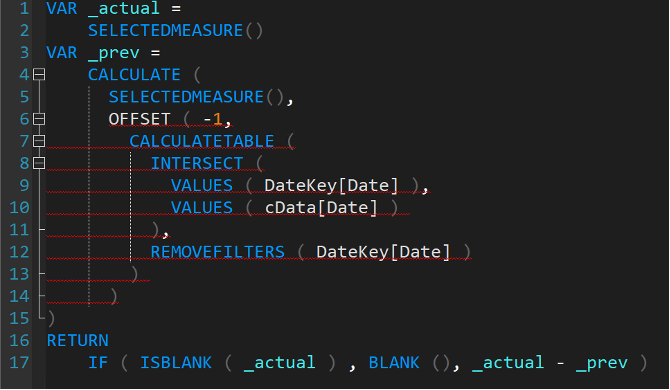 1 VAR _actual =
2 SELECTEDMEASURE()
3 VAR _prev =
4 CALCULATE (
5 SELECTEDMEASURE(),
6 OFFSET ( -1,
7 CALCULATETABLE (
8 INTERSECT (
9 VALUES ( DateKey[Date] ),
10 VALUES ( cData[Date] )
11 ),
12 REMOVEFILTERS ( DateKey[Date] )
13 )
14 )
15 )
16 RETURN
17 IF ( ISBLANK ( _actual ) , BLANK (), _actual - _prev )